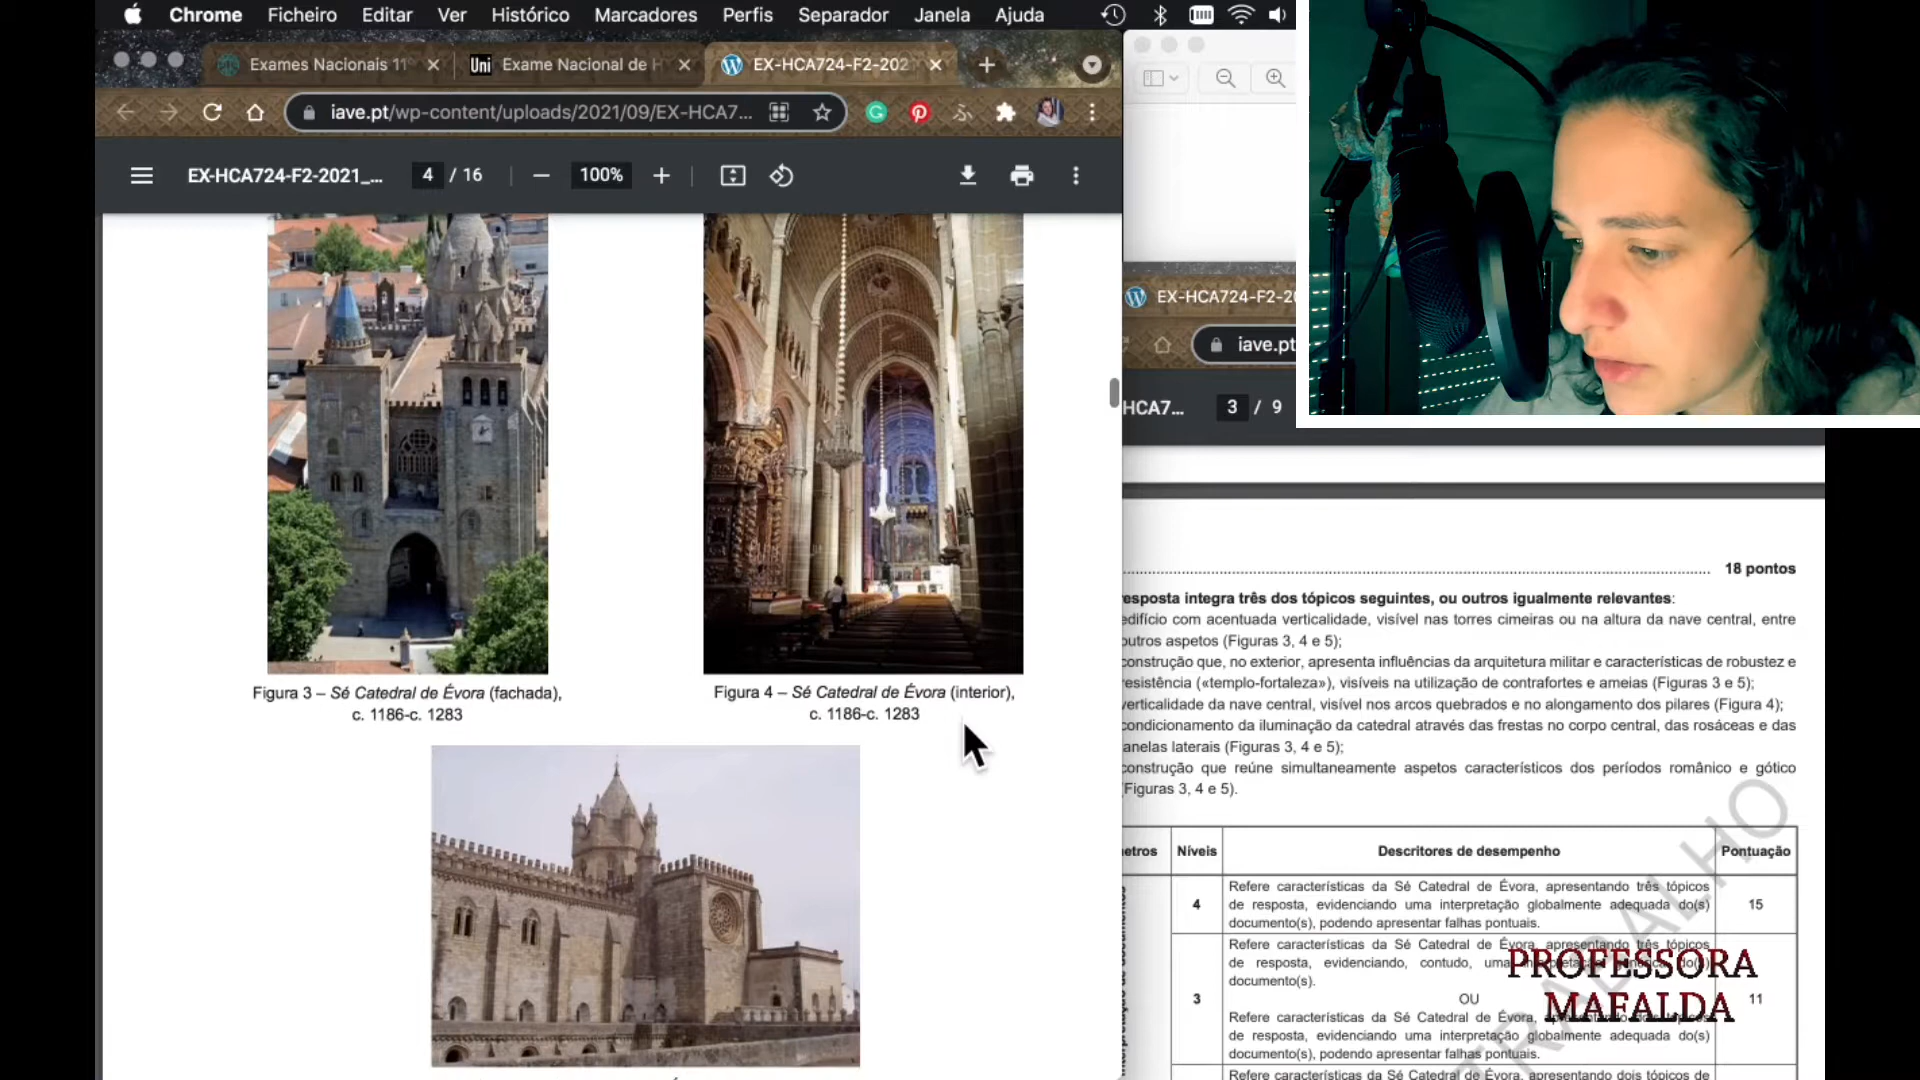 Chrome Ficheiro Editar Ver Histórico Marcadores Perfis Separador Janela Ajuda
Exames Nacionais 11º
Uni Exame Nacional de H
EX-HCA724-F2-202
iave.pt/wp-content/uploads/2021/09/EX-HCA7...
EX-HCA724-F2-2021_... 4 / 16 100%
Figura 3 – Sé Catedral de Évora (fachada),
c. 1186-c. 1283
Figura 4 – Sé Catedral de Évora (interior),
c. 1186-c. 1283
EX-HCA724-F2-20
iave.pt
HCA7... 3 / 9
18 pontos
resposta integra três dos tópicos seguintes, ou outros igualmente relevantes:
edifício com acentuada verticalidade, visível nas torres cimeiras ou na altura da nave central, entre
outros aspetos (Figuras 3, 4 e 5);
construção que, no exterior, apresenta influências da arquitetura militar e características de robustez e
resistência («templo-fortaleza»), visíveis na utilização de contrafortes e ameias (Figuras 3 e 5);
verticalidade da nave central, visível nos arcos quebrados e no alongamento dos pilares (Figura 4);
condicionamento da iluminação da catedral através das frestas no corpo central, das rosáceas e das
janelas laterais (Figuras 3, 4 e 5);
construção que reúne simultaneamente aspetos característicos dos períodos românico e gótico
(Figuras 3, 4 e 5).
etros Níveis Descritores de desempenho Pontuação
4
Refere características da Sé Catedral de Évora, apresentando três tópicos
de resposta, evidenciando uma interpretação globalmente adequada do(s)
documento(s), podendo apresentar falhas pontuais.
15
3
Refere características da Sé Catedral de Évora, apresentando três tópicos
de resposta, evidenciando, contudo, uma do(s)
documento(s).
OU
Refere características da Sé Catedral de Évora, tópicos
de resposta, evidenciando uma interpretação globalmente adequada do(s)
documento(s), podendo apresentar falhas pontuais.
11
Refere características da Sé Catedral de Évora, apresentando dois tópicos de
TRABALHO
PROFESSORA
MAFALDA